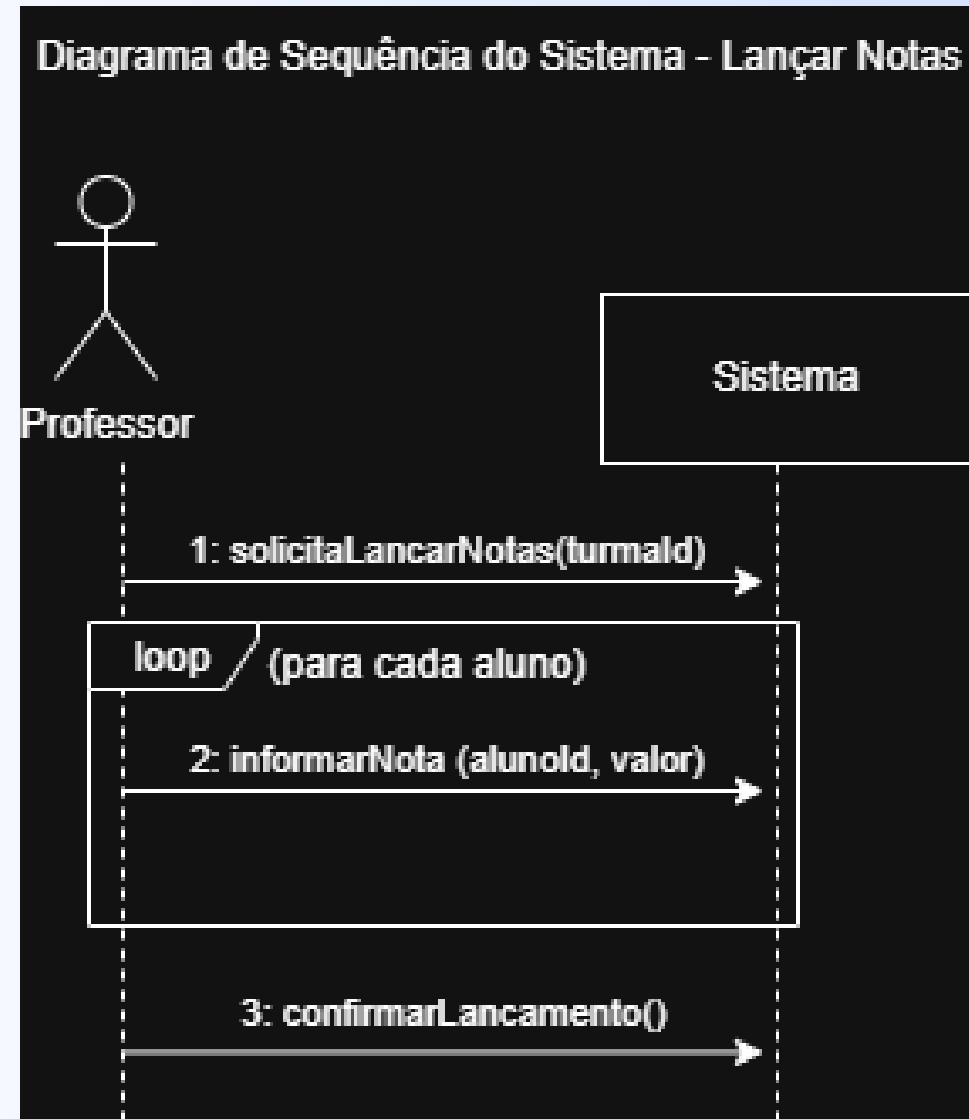 Diagrama de Sequência do Sistema - Lançar Notas
Sistema
Professor
1: solicitaLancarNotas(turmaId)
loop (para cada aluno)
2: informarNota (alunoId, valor)
3: confirmarLancamento()